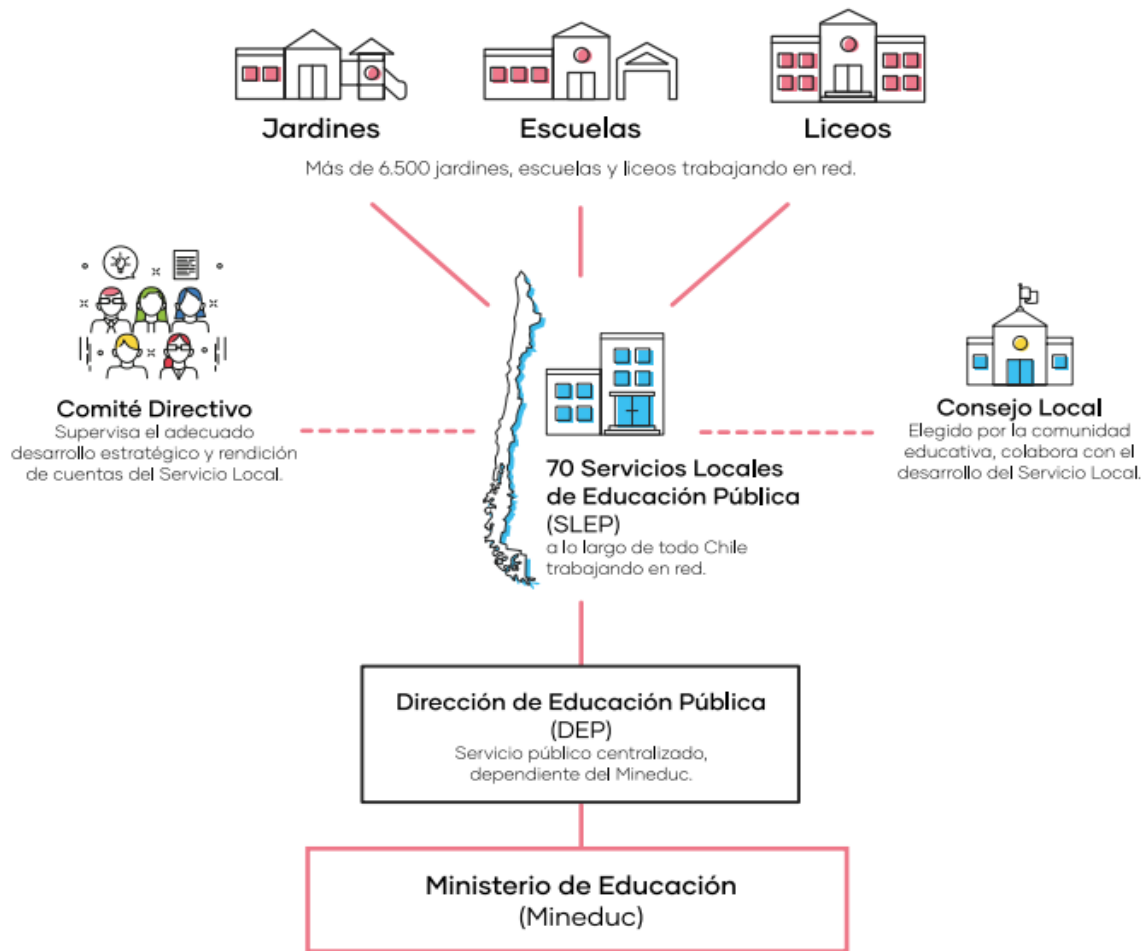 Jardines
Escuelas
Liceos
Más de 6.500 jardines, escuelas y liceos trabajando en red.
Comité Directivo
Supervisa el adecuado
desarrollo estratégico y rendición
de cuentas del Servicio Local.
70 Servicios Locales
de Educación Pública
(SLEP)
a lo largo de todo Chile
trabajando en red.
Consejo Local
Elegido por la comunidad
educativa, colabora con el
desarrollo del Servicio Local.
Dirección de Educación Pública
(DEP)
Servicio público centralizado,
dependiente del Mineduc.
Ministerio de Educación
(Mineduc)